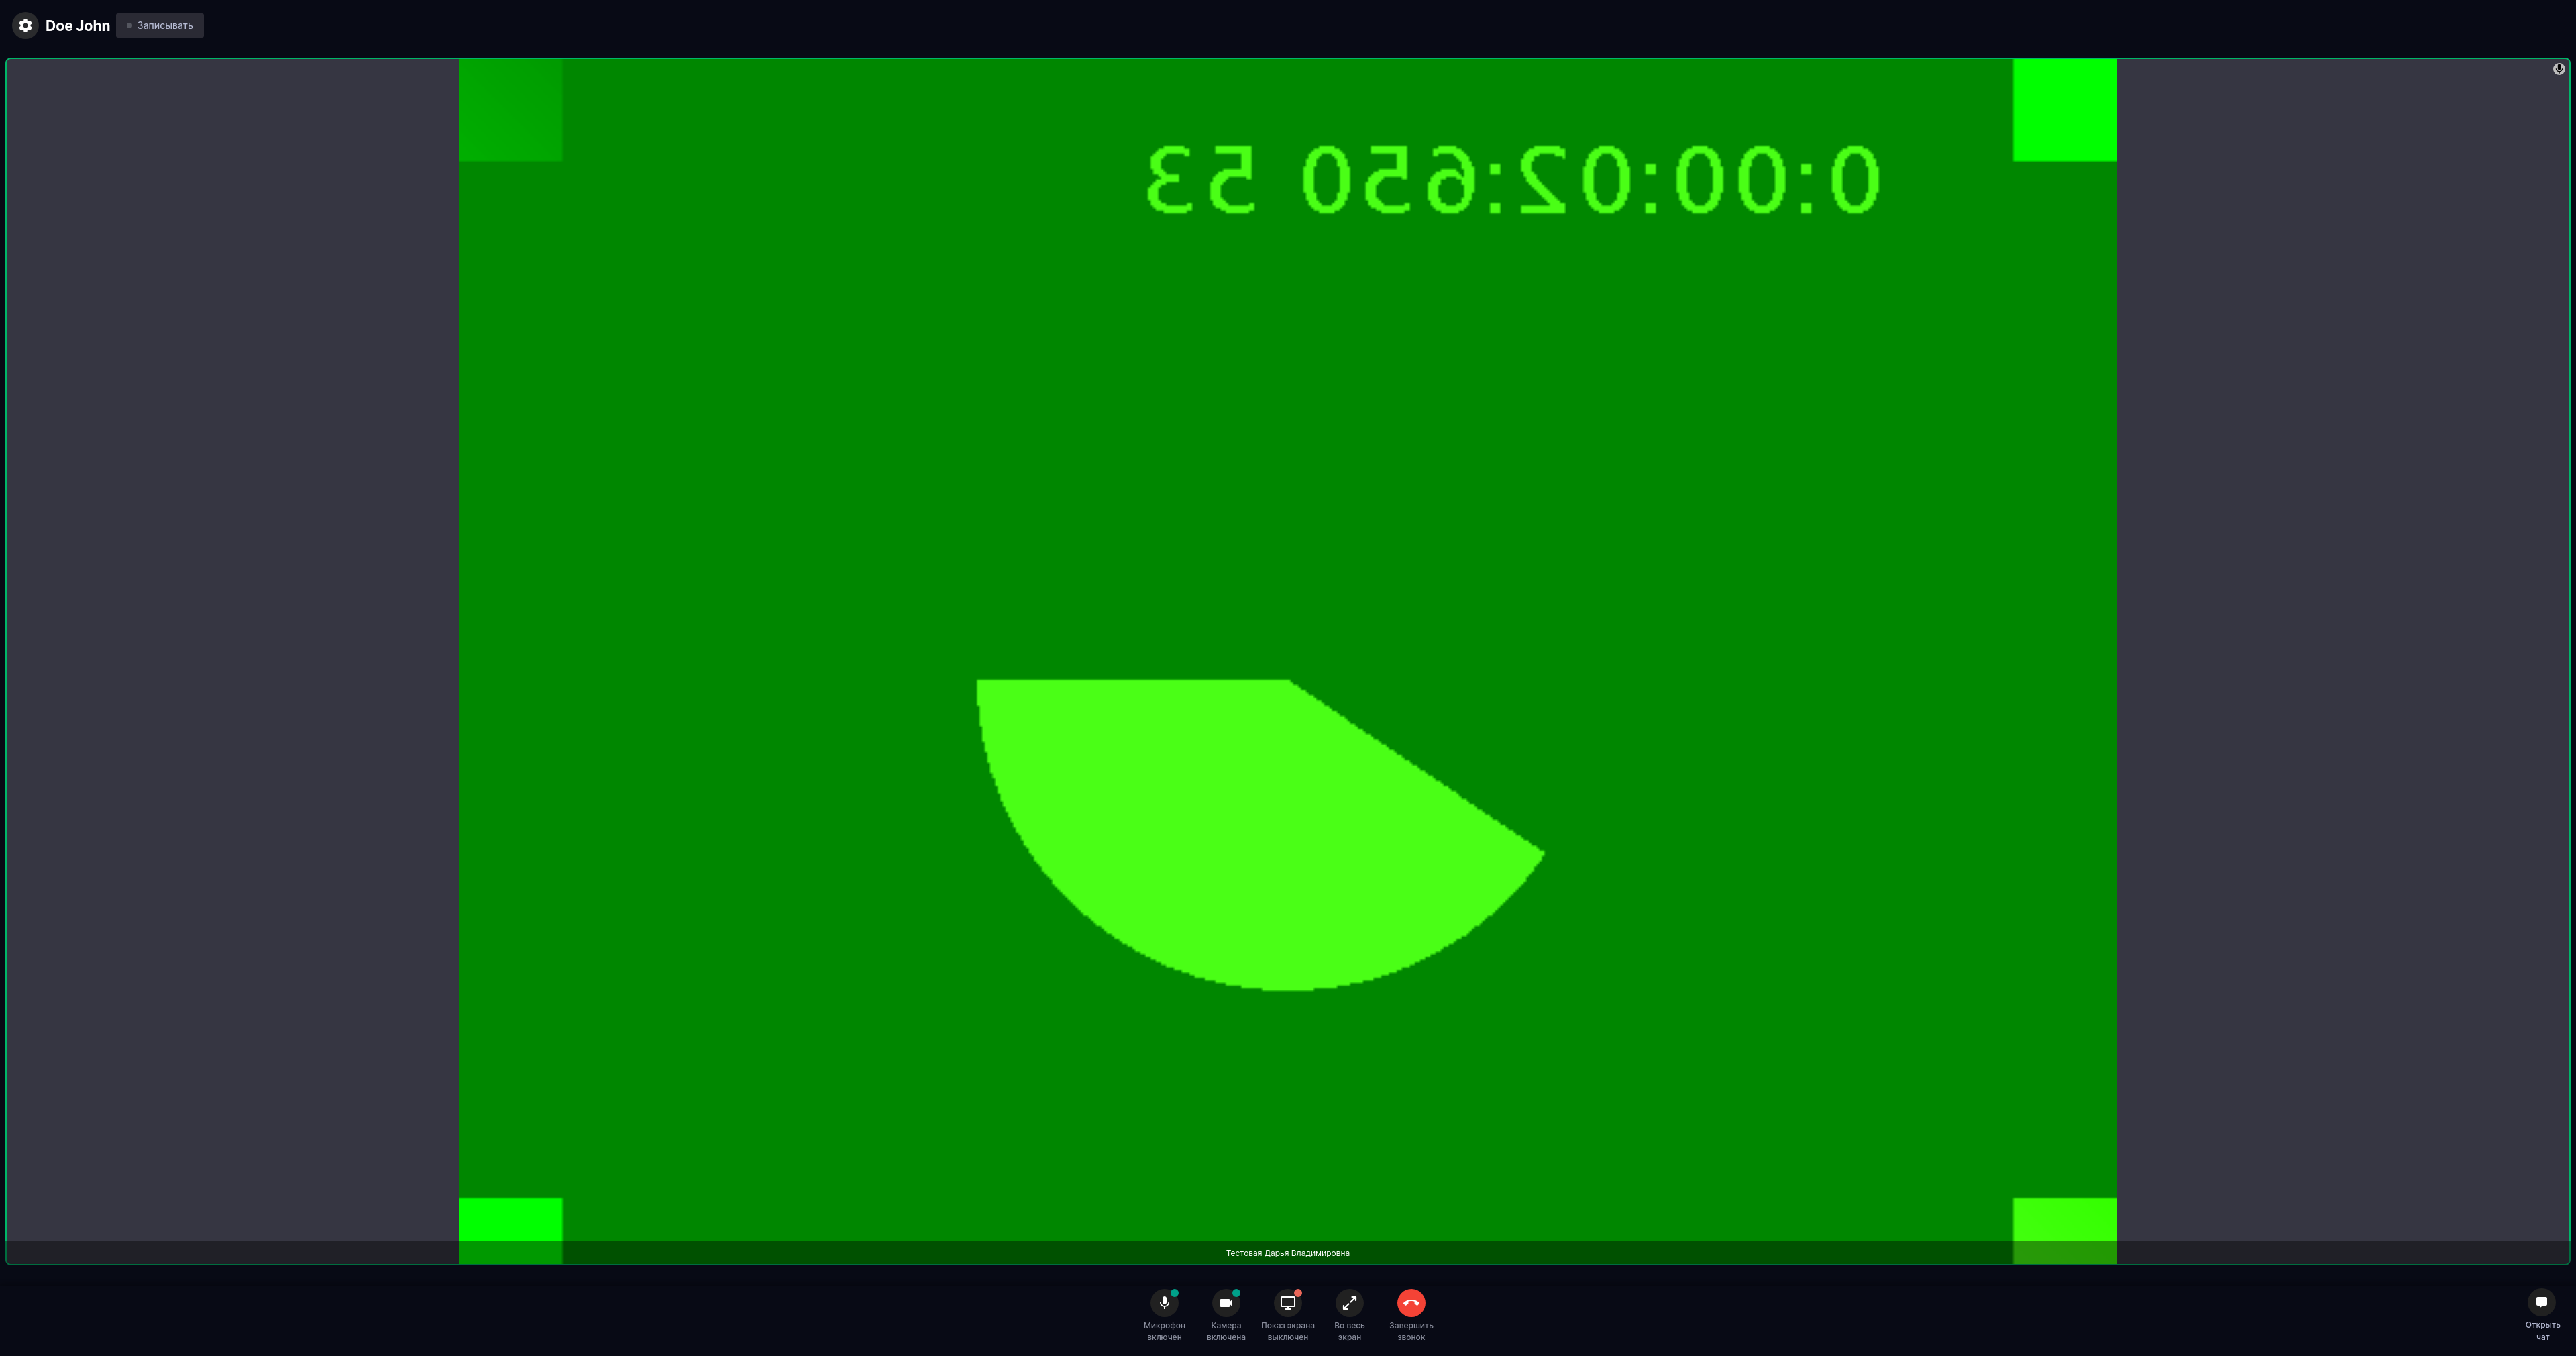 Doe John
Записывать
0:00:02:650 53
Тестовая Дарья Владимировна
Микрофон включен
Камера включена
Показ экрана выключен
Во весь экран
Завершить звонок
Открыть чат